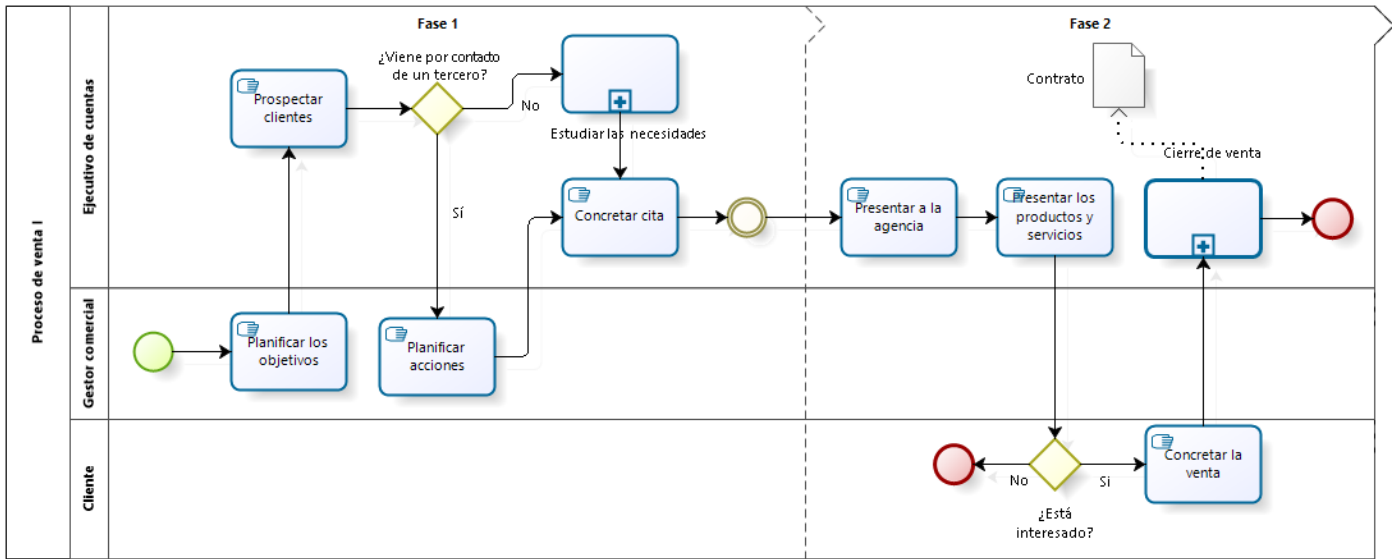 Fase 1
Fase 2
Proceso de venta I
Ejecutivo de cuentas
Gestor comercial
Cliente
¿Viene por contacto
de un tercero?
Prospectar
clientes
No
Estudiar las necesidades
Sí
Concretar cita
Planificar los
objetivos
Planificar
acciones
Contrato
Cierre de venta
Presentar a la
agencia
Presentar los
productos y
servicios
No
Si
¿Está
interesado?
Concretar la
venta